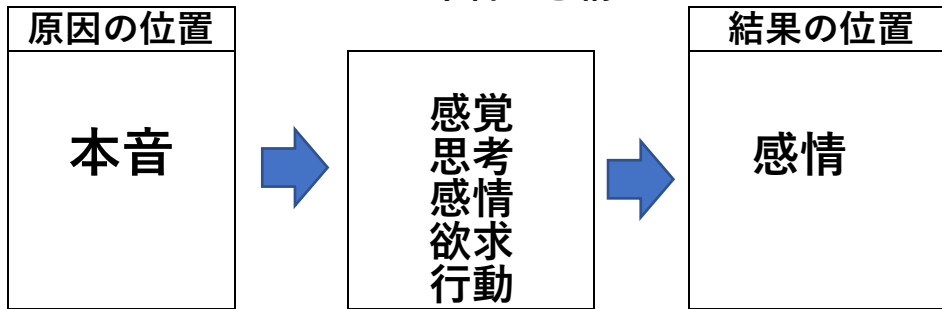 原因の位置
本音
感覚
思考
感情
欲求
行動
結果の位置
感情